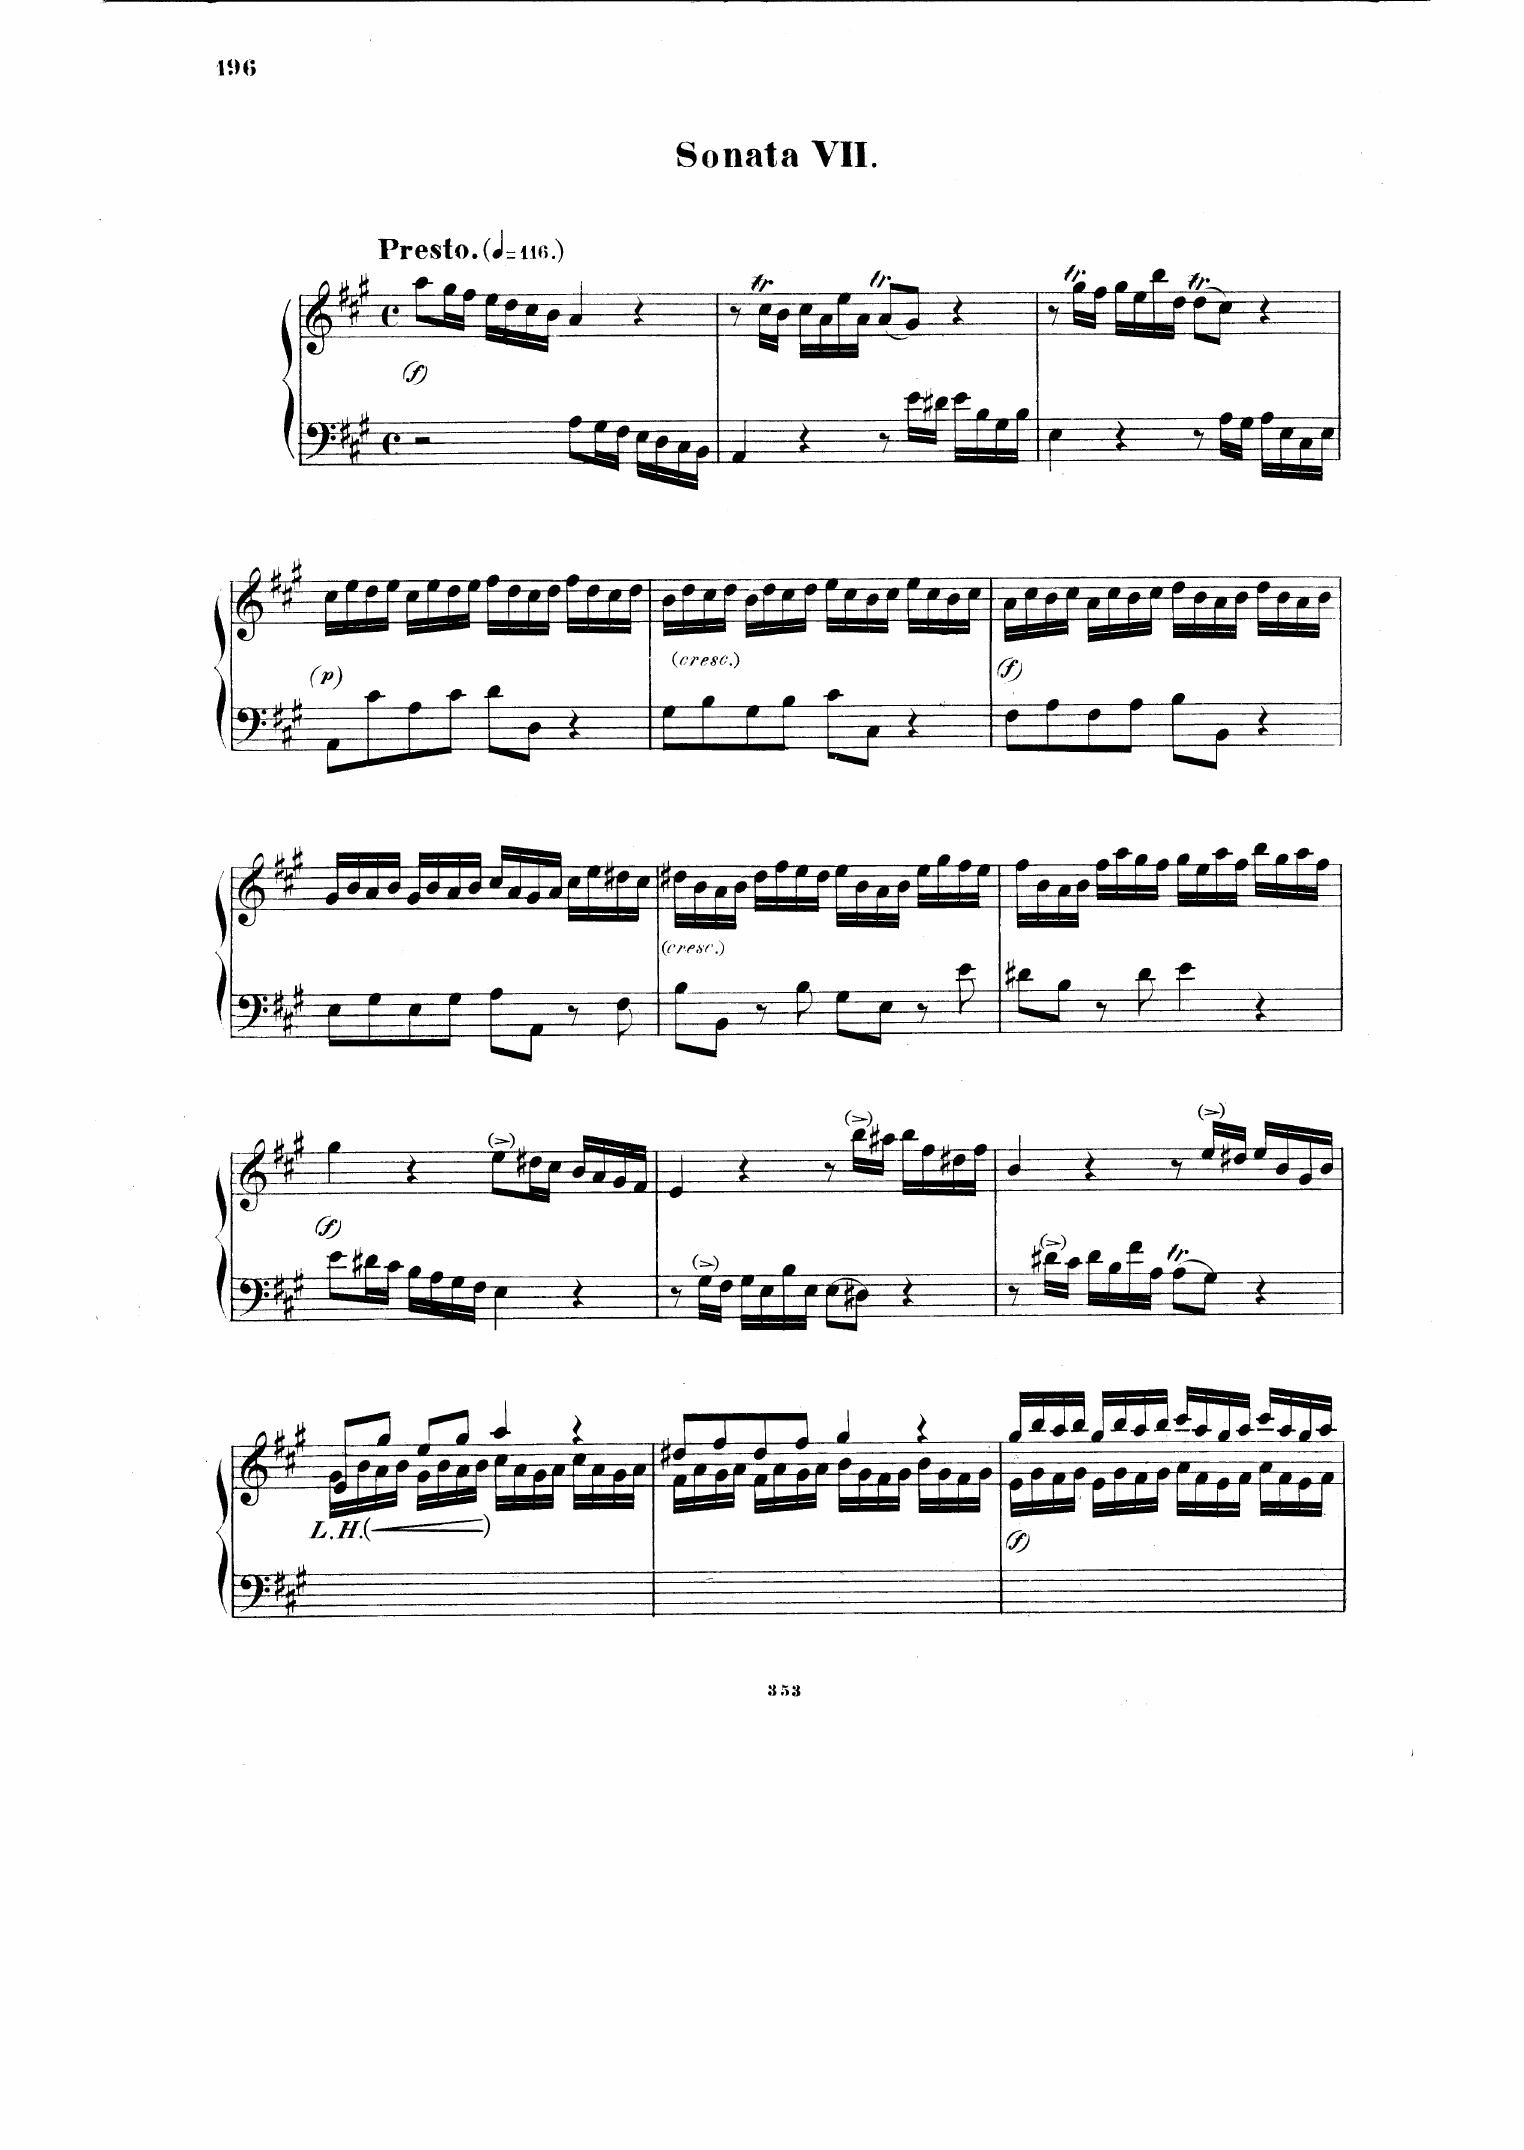 196
Sonata VII.
Presto. (♩=116.)
tr. tr. tr. tr.
(f)
(p) (cresc.) (f)
(cresc.)
(>) (>) (>)
(f)
(>) (>) tr.
L.H. (f)
353